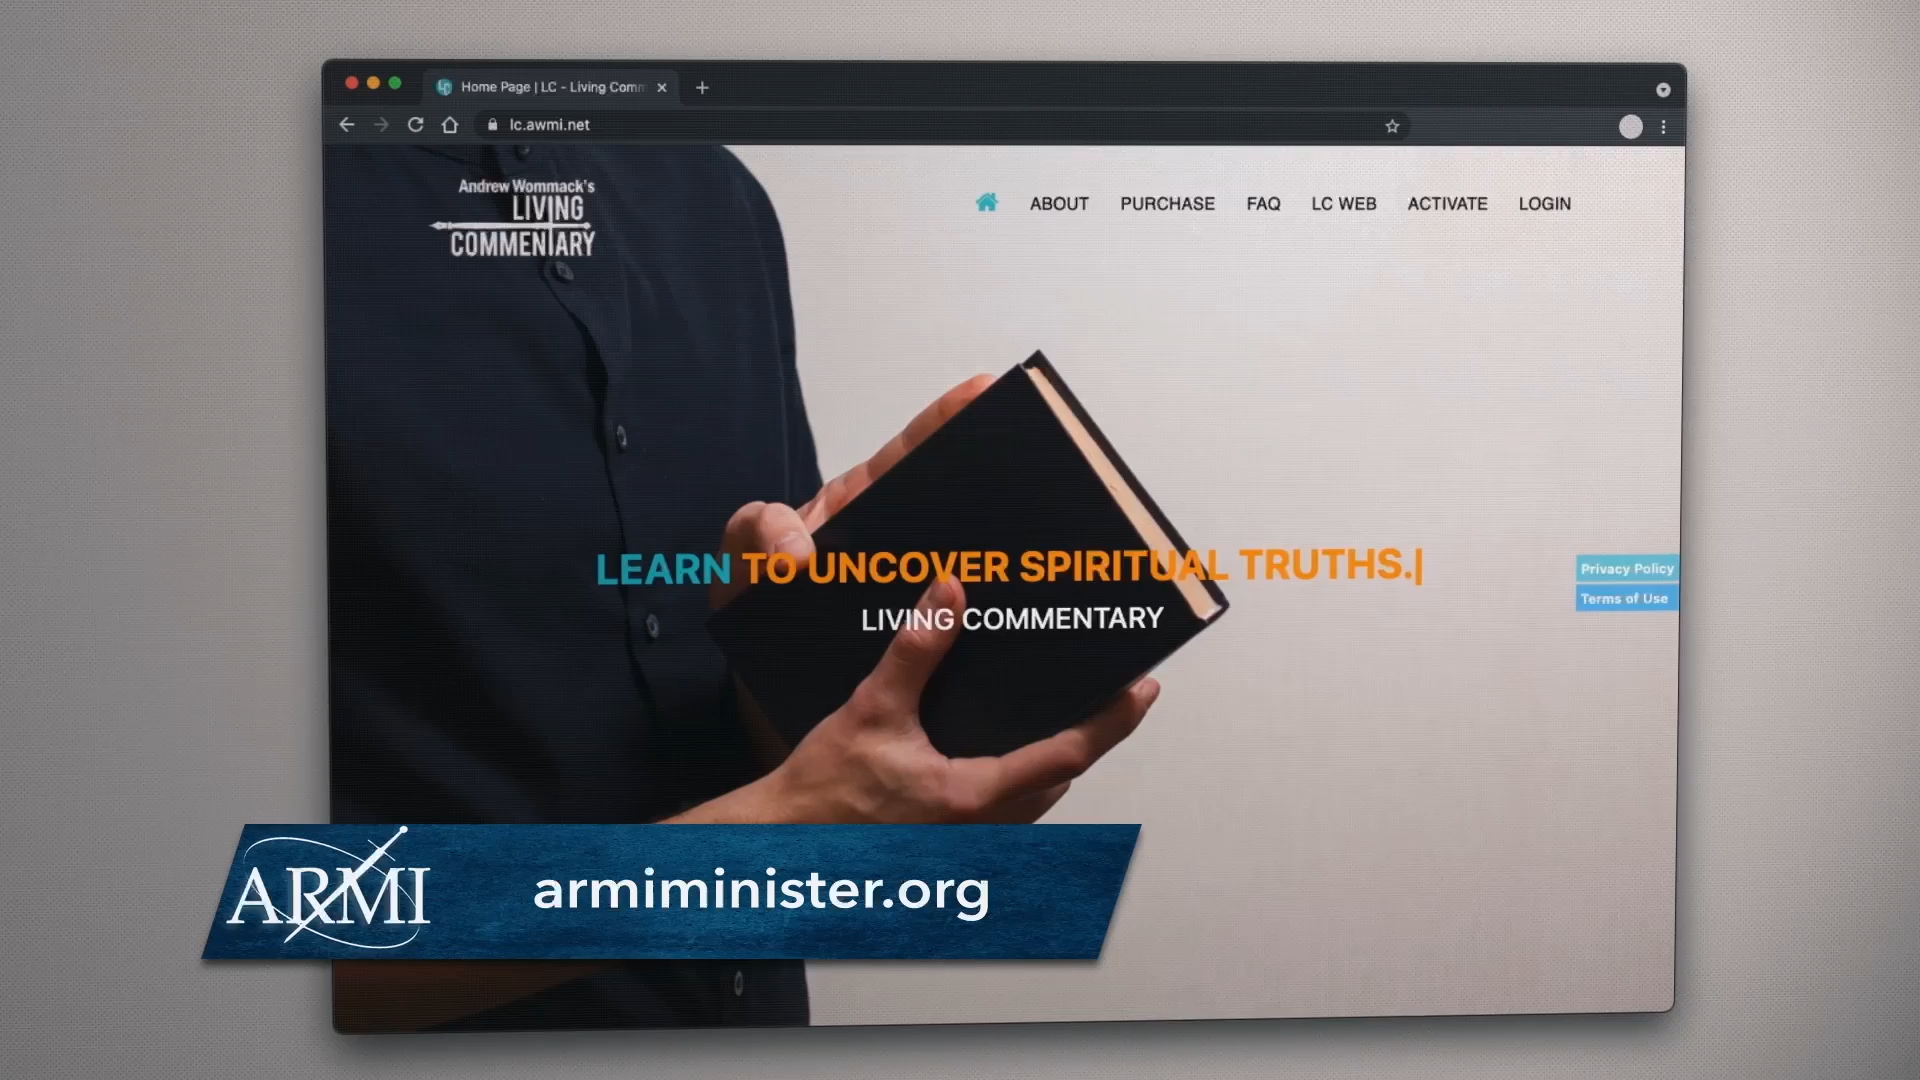 Home Page | LC - Living Comm
lc.awmi.net
Andrew Wommack's
LIVING
COMMENTARY
ABOUT PURCHASE FAQ LC WEB ACTIVATE LOGIN
LEARN TO UNCOVER SPIRITUAL TRUTHS.|
LIVING COMMENTARY
Privacy Policy
Terms of Use
ARMI
armiminister.org